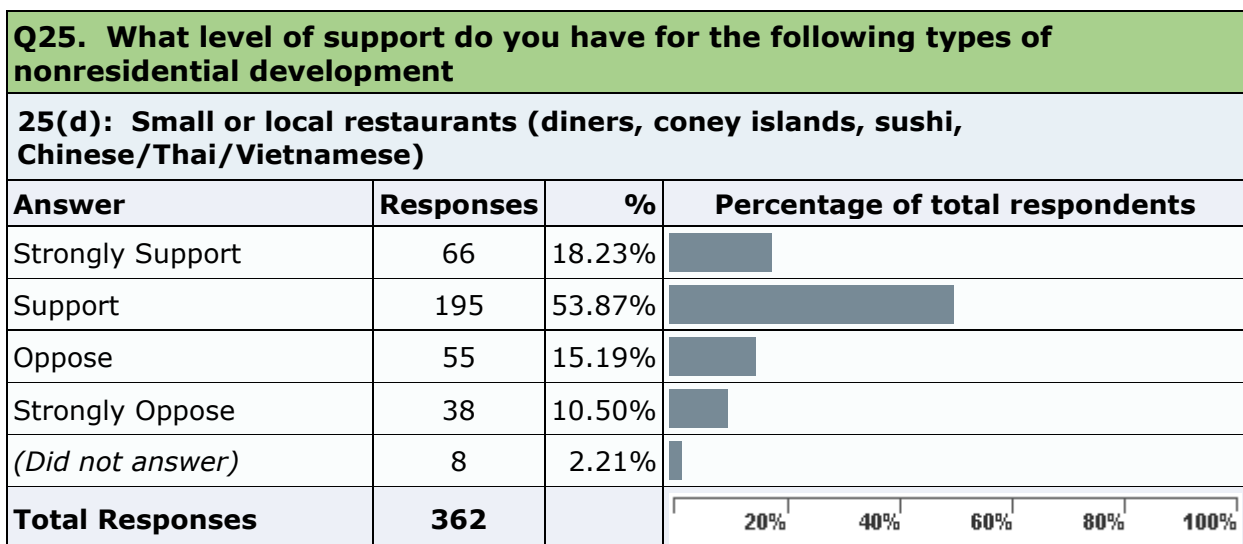 Q25.  What level of support do you have for the following types of
nonresidential development
25(d):  Small or local restaurants (diners, coney islands, sushi,
Chinese/Thai/Vietnamese)
Answer Responses % Percentage of total respondents
Strongly Support 66 18.23%
Support 195 53.87%
Oppose 55 15.19%
Strongly Oppose 38 10.50%
(Did not answer) 8 2.21%
Total Responses 362 20% 40% 60% 80% 100%